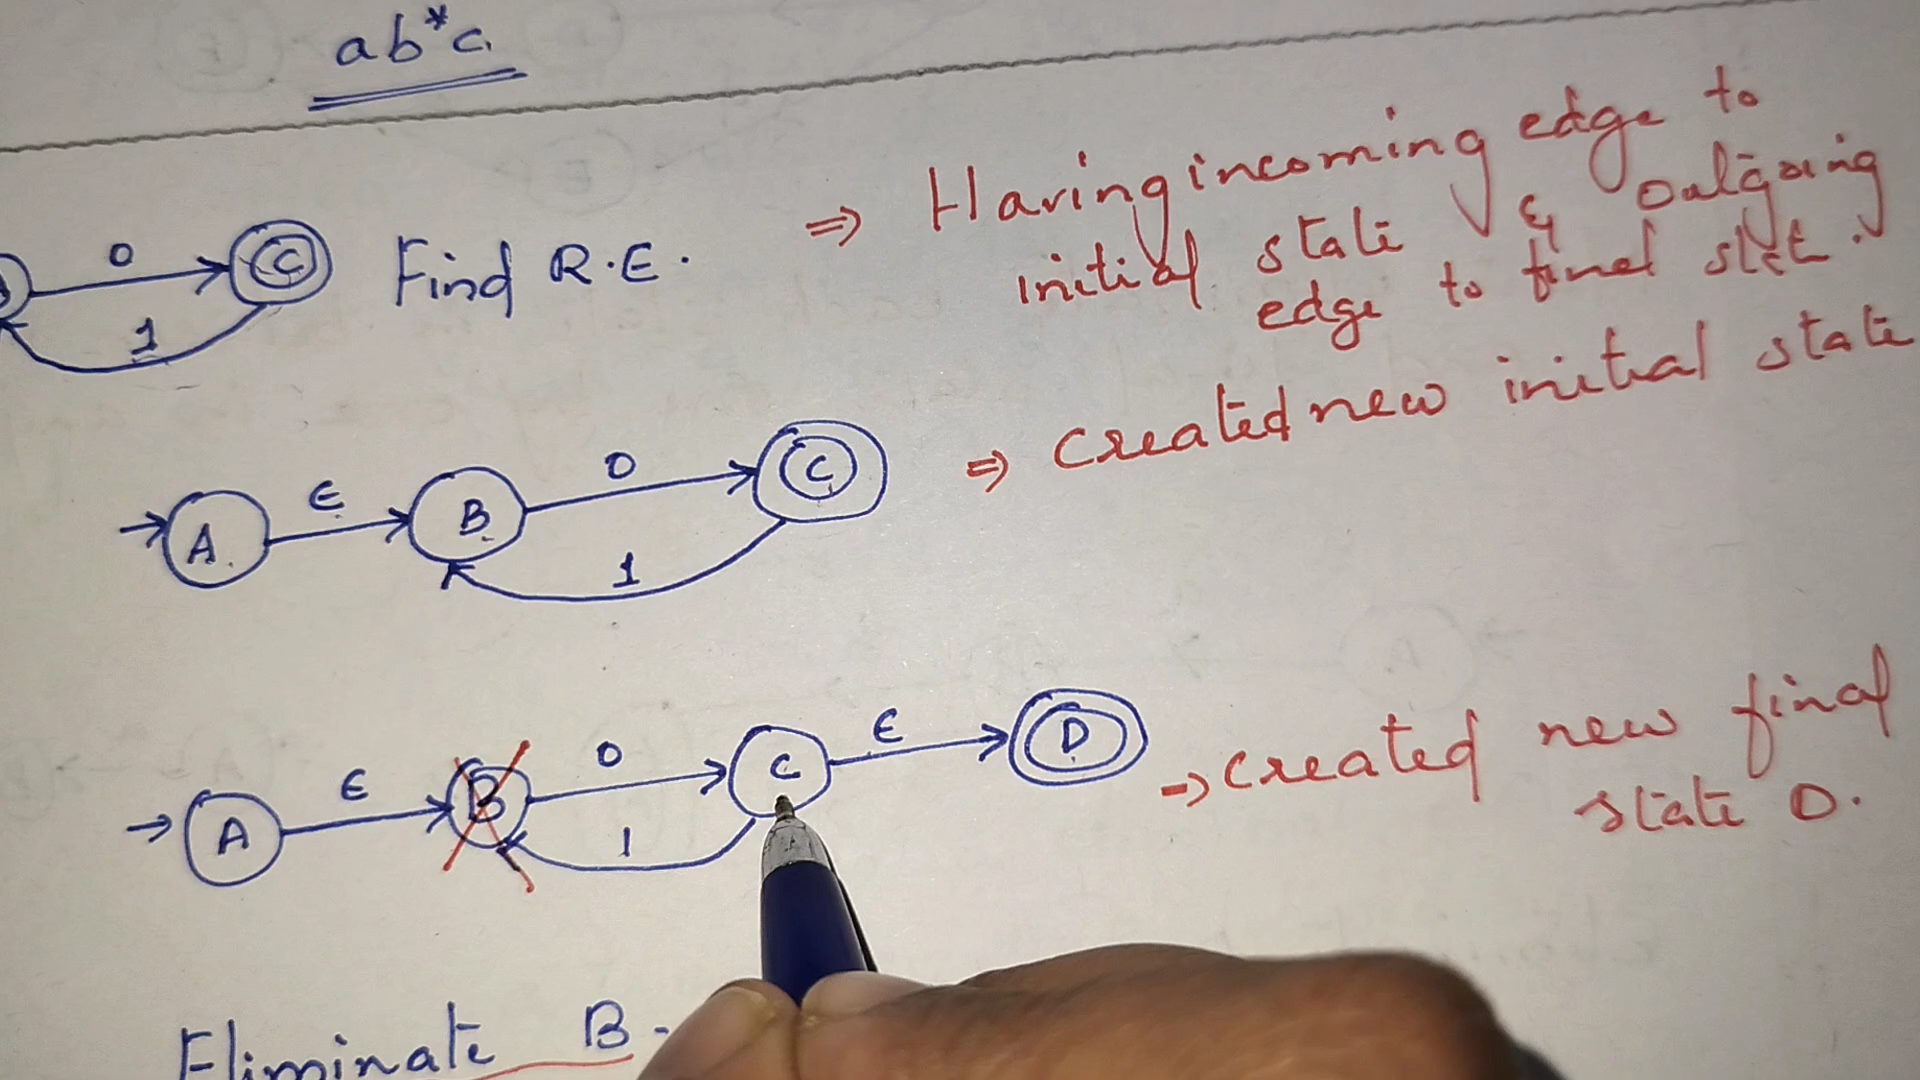 ab*c.
0
C
Find R.E.
1
⇒ Having incoming edge to
initial state & outgoing
edge to final state.
⇒ created new initial state
A
ε
B
0
C
1
A
ε
B
0
C
ε
D
1
→ created new final
state D.
Eliminate B.